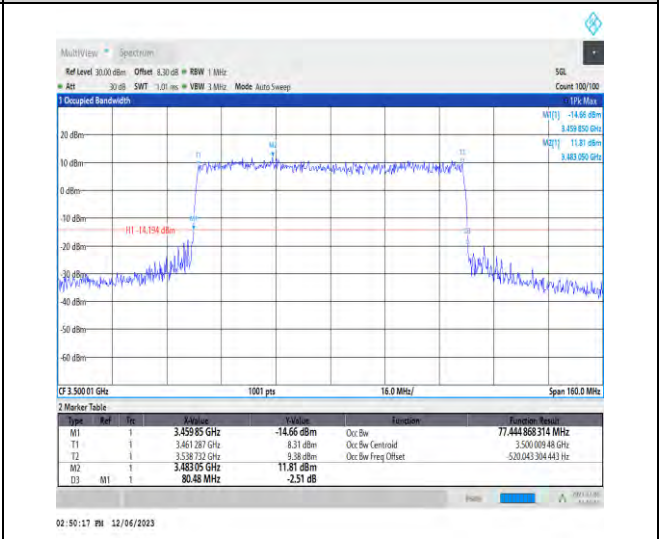 MultiView Spectrum
Ref Level 30.00 dBm Offset 8.30 dB RBW 1 MHz SGL
Att 30 dB SWT 1.01 ms VBW 3 MHz Mode Auto Sweep Count 100/100
1 Occupied Bandwidth 1Pk Max
M1[1] -14.66 dBm
3.459 850 GHz
20 dBm M2 M2[1] 11.81 dBm
T1 T2 3.483 050 GHz
10 dBm
0 dBm
-10 dBm
M1
H1 -14.194 dBm D3
-20 dBm
-30 dBm
-40 dBm
-50 dBm
-60 dBm
CF 3.500 01 GHz 1001 pts 16.0 MHz/ Span 160.0 MHz
2 Marker Table
Type Ref Trc X-Value Y-Value Function Function Result
M1 1 3.459 85 GHz -14.66 dBm Occ Bw 77.444 868 314 MHz
T1 1 3.461 287 GHz 8.31 dBm Occ Bw Centroid 3.500 009 48 GHz
T2 1 3.538 732 GHz 9.38 dBm Occ Bw Freq Offset -520.043 304 443 Hz
M2 1 3.483 05 GHz 11.81 dBm
D3 M1 1 80.48 MHz -2.51 dB
02:50:17 PM 12/06/2023